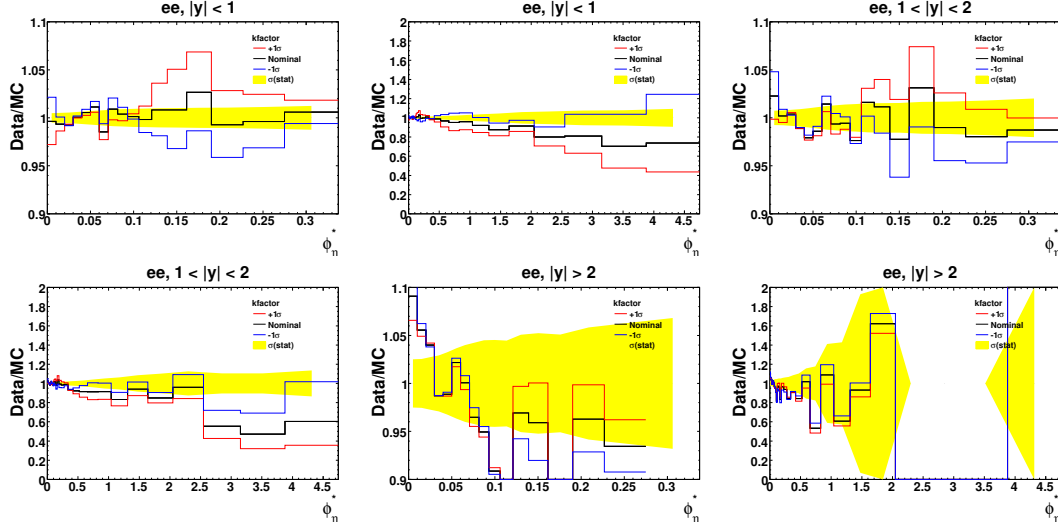 ee, |y| < 1
Data/MC
1.1
1.05
1
0.95
0.9
kfactor
+1σ
Nominal
-1σ
σ(stat)
0 0.05 0.1 0.15 0.2 0.25 0.3
ϕ*η
ee, |y| < 1
Data/MC
2
1.8
1.6
1.4
1.2
1
0.8
0.6
0.4
0.2
0
kfactor
+1σ
Nominal
-1σ
σ(stat)
0 0.5 1 1.5 2 2.5 3 3.5 4 4.5
ϕ*η
ee, 1 < |y| < 2
Data/MC
1.1
1.05
1
0.95
0.9
kfactor
+1σ
Nominal
-1σ
σ(stat)
0 0.05 0.1 0.15 0.2 0.25 0.3
ϕ*η
ee, 1 < |y| < 2
Data/MC
2
1.8
1.6
1.4
1.2
1
0.8
0.6
0.4
0.2
0
kfactor
+1σ
Nominal
-1σ
σ(stat)
0 0.5 1 1.5 2 2.5 3 3.5 4 4.5
ϕ*η
ee, |y| > 2
Data/MC
1.05
1
0.95
0.9
kfactor
+1σ
Nominal
-1σ
σ(stat)
0 0.05 0.1 0.15 0.2 0.25 0.3
ϕ*η
ee, |y| > 2
Data/MC
2
1.8
1.6
1.4
1.2
1
0.8
0.6
0.4
0.2
0
kfactor
+1σ
Nominal
-1σ
σ(stat)
0 0.5 1 1.5 2 2.5 3 3.5 4 4.5
ϕ*η